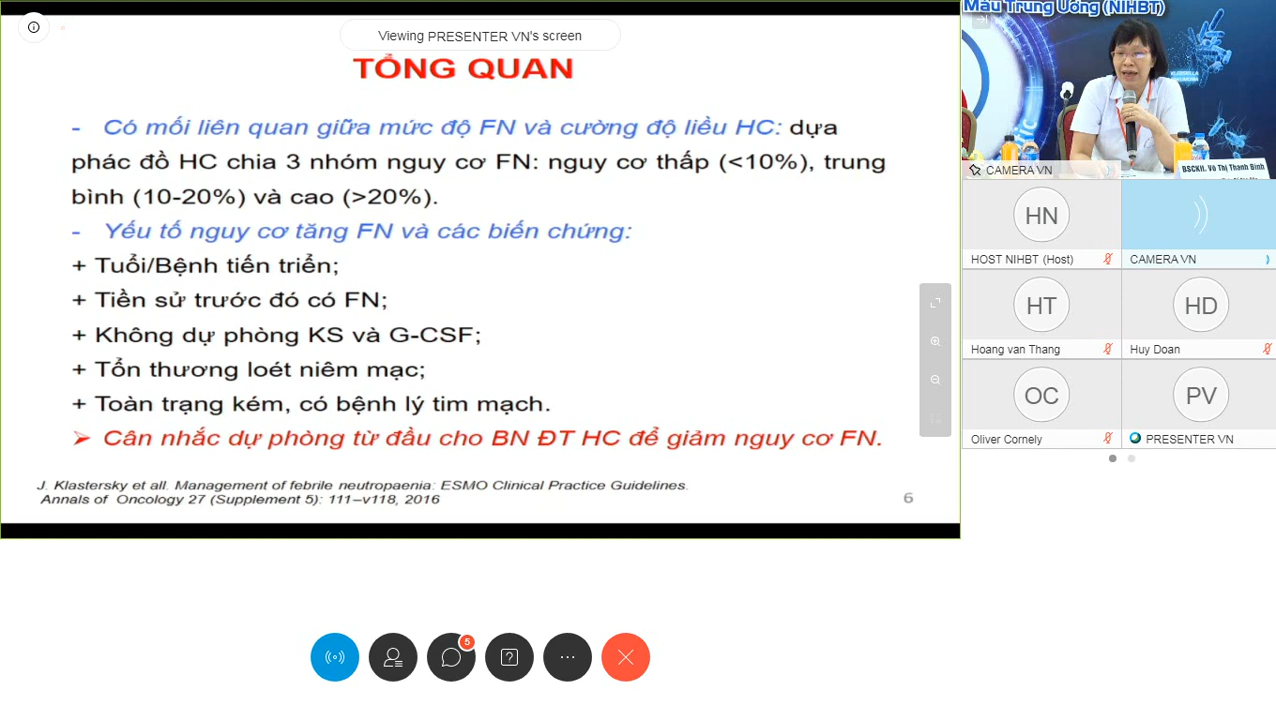 Viewing PRESENTER VN's screen
TỔNG QUAN
- Có mối liên quan giữa mức độ FN và cường độ liều HC: dựa
phác đồ HC chia 3 nhóm nguy cơ FN: nguy cơ thấp (<10%), trung
bình (10-20%) và cao (>20%).
- Yếu tố nguy cơ tăng FN và các biến chứng:
+ Tuổi/Bệnh tiến triển;
+ Tiền sử trước đó có FN;
+ Không dự phòng KS và G-CSF;
+ Tổn thương loét niêm mạc;
+ Toàn trạng kém, có bệnh lý tim mạch.
➢ Cân nhắc dự phòng từ đầu cho BN ĐT HC để giảm nguy cơ FN.
J. Klastersky et all. Management of febrile neutropaenia: ESMO Clinical Practice Guidelines.
Annals of Oncology 27 (Supplement 5): 111–v118, 2016
6
Máu Trung Ương (NIHBT)
BSCKII. Võ Thị Thanh Bình
CAMERA VN
HN
HOST NIHBT (Host)
CAMERA VN
HT
Hoang van Thang
HD
Huy Doan
OC
Oliver Cornely
PV
PRESENTER VN
5